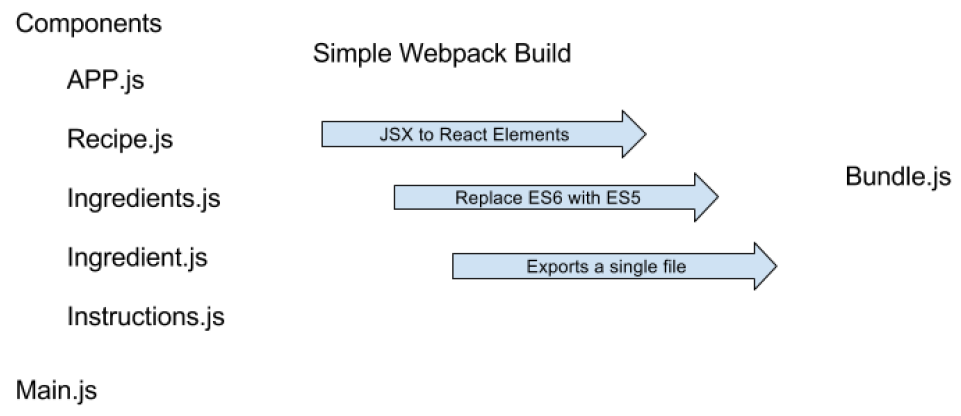 Components
APP.js
Recipe.js
Ingredients.js
Ingredient.js
Instructions.js
Main.js
Simple Webpack Build
JSX to React Elements
Replace ES6 with ES5
Exports a single file
Bundle.js